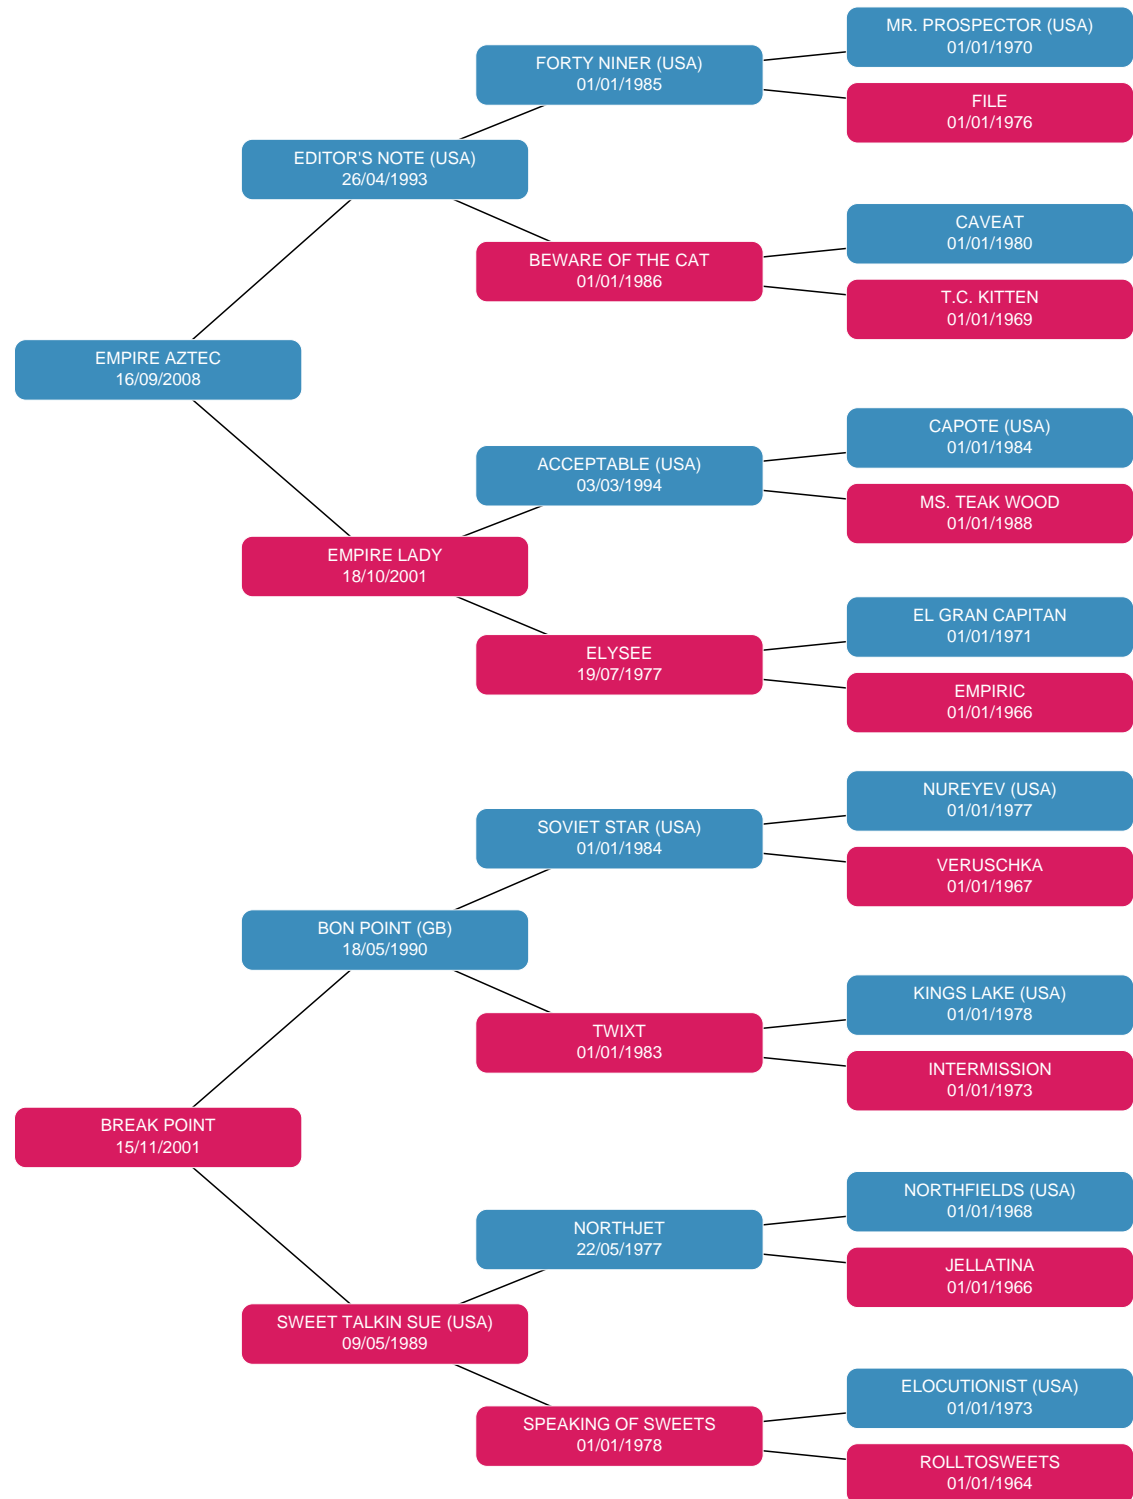 MR. PROSPECTOR (USA)
01/01/1970
FORTY NINER (USA)
01/01/1985
FILE
01/01/1976
EDITOR'S NOTE (USA)
26/04/1993
CAVEAT
01/01/1980
BEWARE OF THE CAT
01/01/1986
T.C. KITTEN
01/01/1969
EMPIRE AZTEC
16/09/2008
CAPOTE (USA)
01/01/1984
ACCEPTABLE (USA)
03/03/1994
MS. TEAK WOOD
01/01/1988
EMPIRE LADY
18/10/2001
EL GRAN CAPITAN
01/01/1971
ELYSEE
19/07/1977
EMPIRIC
01/01/1966
NUREYEV (USA)
01/01/1977
SOVIET STAR (USA)
01/01/1984
VERUSCHKA
01/01/1967
BON POINT (GB)
18/05/1990
KINGS LAKE (USA)
01/01/1978
TWIXT
01/01/1983
INTERMISSION
01/01/1973
BREAK POINT
15/11/2001
NORTHFIELDS (USA)
01/01/1968
NORTHJET
22/05/1977
JELLATINA
01/01/1966
SWEET TALKIN SUE (USA)
09/05/1989
ELOCUTIONIST (USA)
01/01/1973
SPEAKING OF SWEETS
01/01/1978
ROLLTOSWEETS
01/01/1964